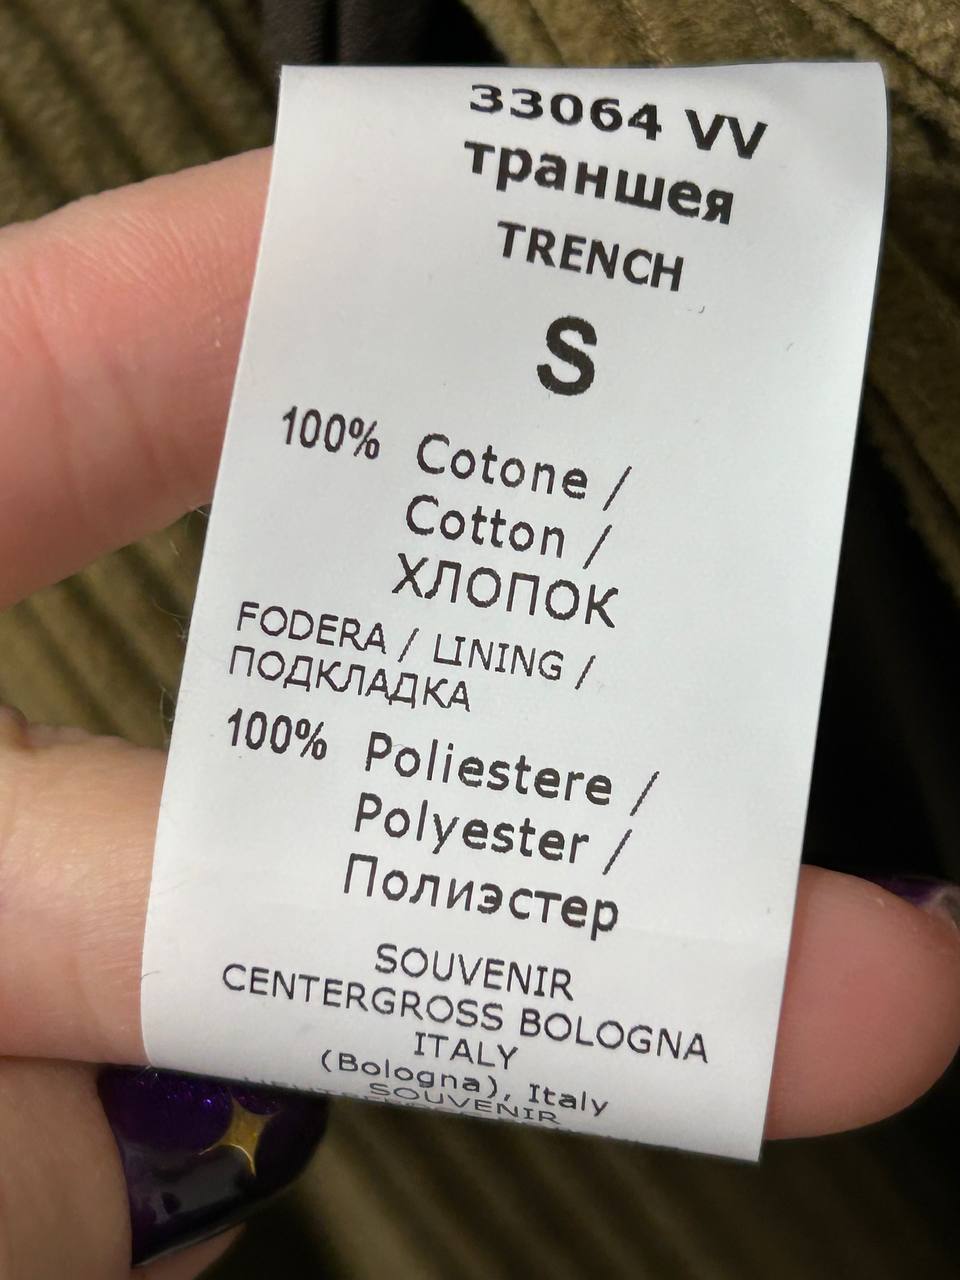 33064 VV
траншея
TRENCH
S
100% Cotone /
Cotton /
ХЛОПОК
FODERA / LINING /
ПОДКЛАДКА
100% Poliestere /
Polyester /
Полиэстер
SOUVENIR
CENTERGROSS BOLOGNA
ITALY
(Bologna), Italy
SOUVENIR